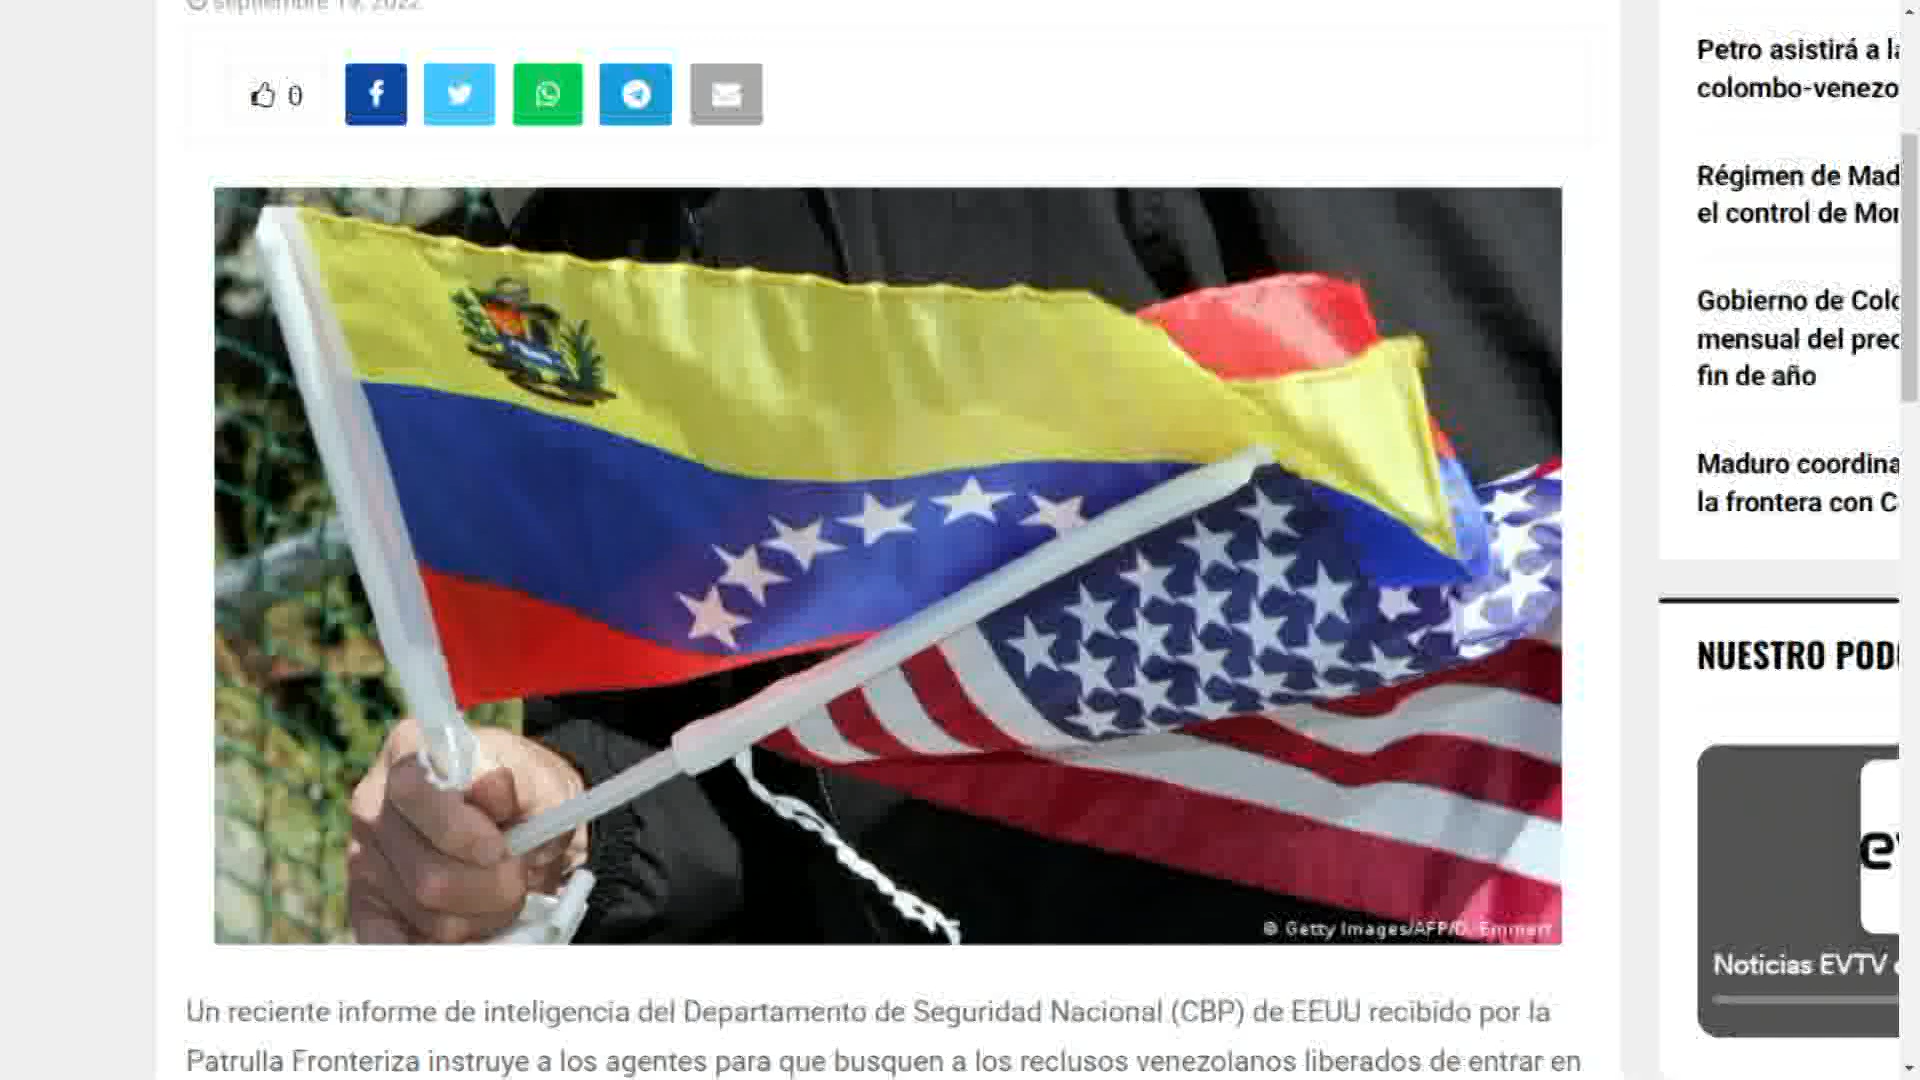 septiembre 19, 2022
0
© Getty Images/AFP/D. Emmert
Un reciente informe de inteligencia del Departamento de Seguridad Nacional (CBP) de EEUU recibido por la
Patrulla Fronteriza instruye a los agentes para que busquen a los reclusos venezolanos liberados de entrar en
Petro asistirá a la
colombo-venezo
Régimen de Mad
el control de Mo
Gobierno de Colo
mensual del prec
fin de año
Maduro coordina
la frontera con C
NUESTRO POD
Noticias EVTV